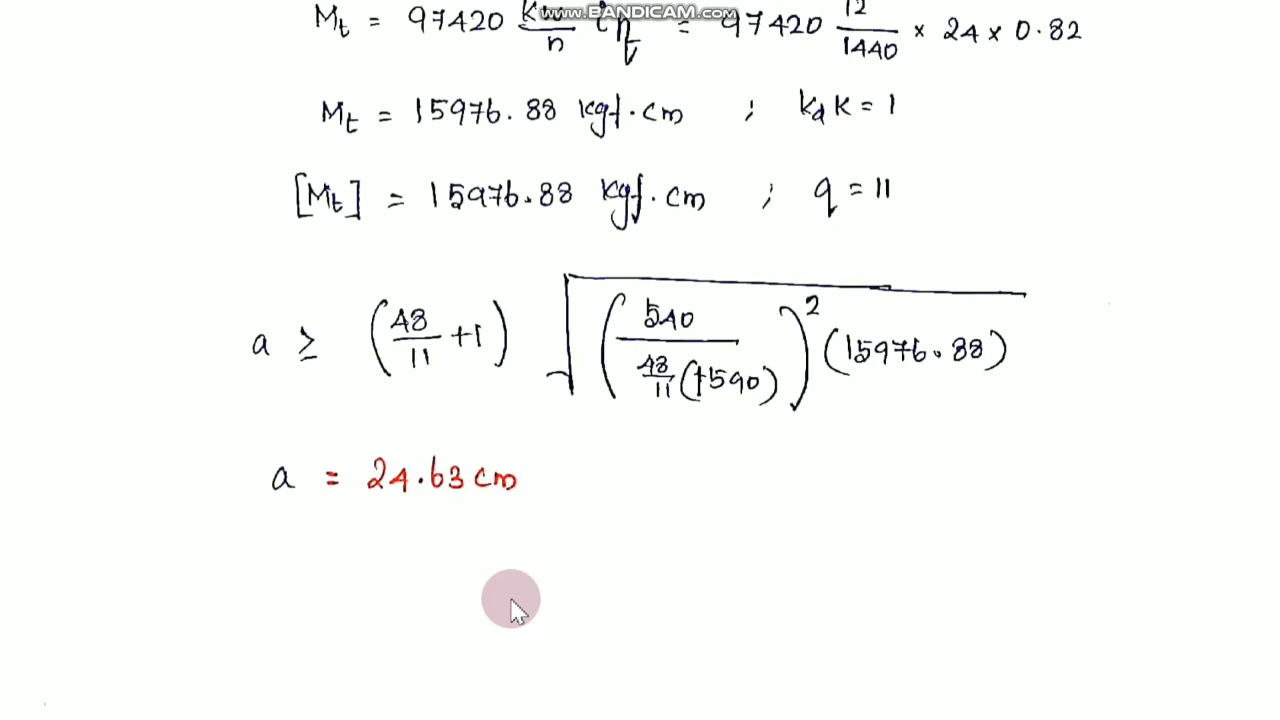 www.BANDICAM.com
Mt = 97420 kw/n i ηt = 97420 12/1440 × 24 × 0.82
Mt = 15976.88 kgf.cm ; kd k = 1
[Mt] = 15976.88 kgf.cm ; q = 11
a ≥ (48/11 + 1) √((540/(48/11 (1590)))² (15976.88))
a = 24.63 cm